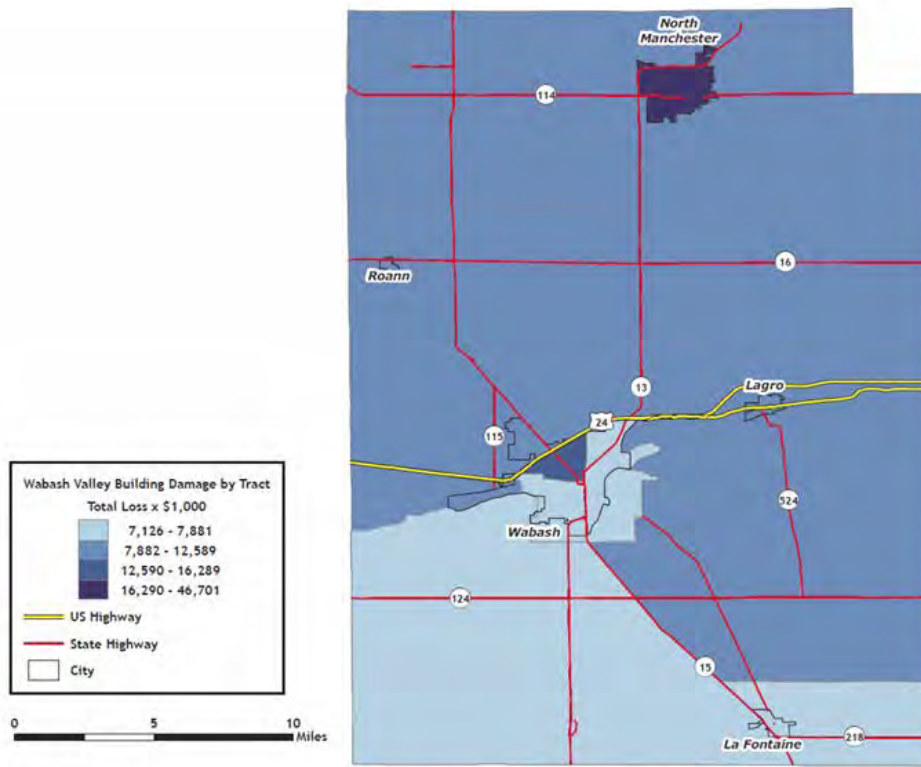 North
Manchester
114
Roann
16
13
Lagro
24
115
524
Wabash
124
15
La Fontaine
218
Wabash Valley Building Damage by Tract
Total Loss x $1,000
7,126 - 7,881
7,882 - 12,589
12,590 - 16,289
16,290 - 46,701
US Highway
State Highway
City
0 5 10
Miles